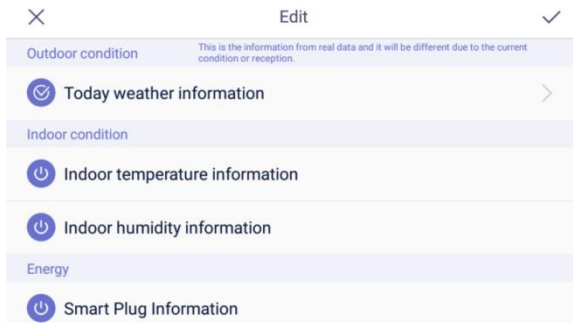 Edit
Outdoor condition
This is the information from real data and it will be different due to the current
condition or reception.
Today weather information
Indoor condition
Indoor temperature information
Indoor humidity information
Energy
Smart Plug Information